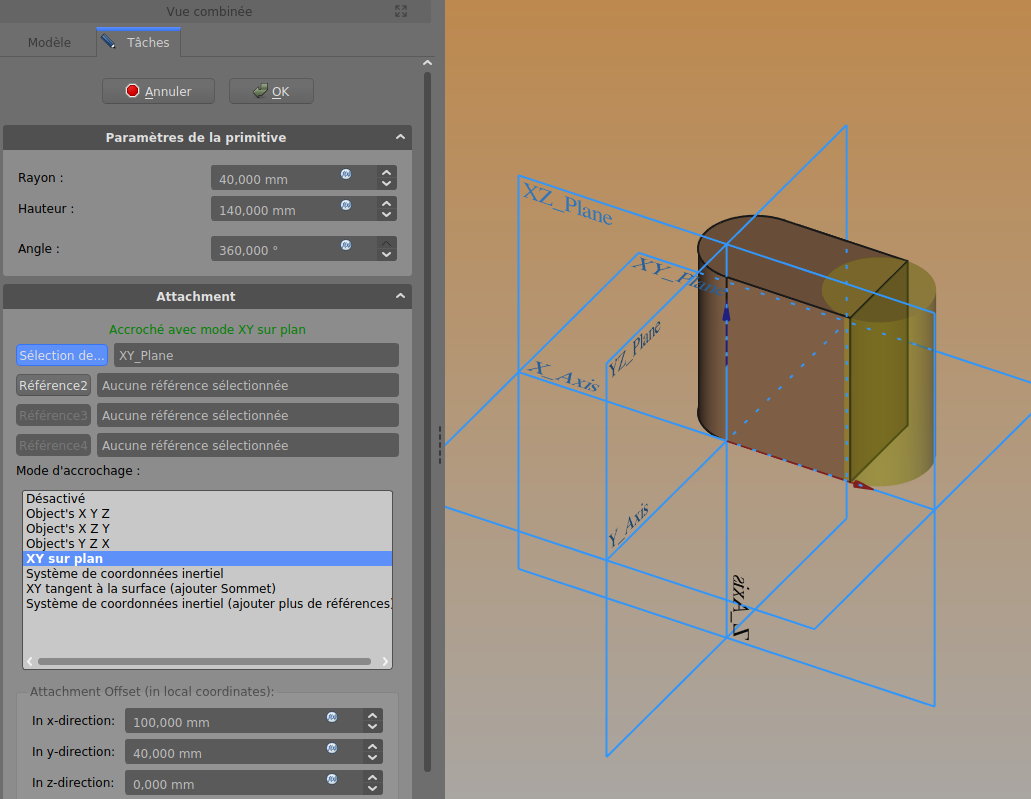 Vue combinée
Modèle
Tâches
Annuler
OK
Paramètres de la primitive
Rayon :
40,000 mm
Hauteur :
140,000 mm
Angle :
360,000 °
Attachment
Accroché avec mode XY sur plan
Sélection de...
XY_Plane
Référence2
Aucune référence sélectionnée
Référence3
Aucune référence sélectionnée
Référence4
Aucune référence sélectionnée
Mode d'accrochage :
Désactivé
Object's X Y Z
Object's X Z Y
Object's Y Z X
XY sur plan
Système de coordonnées inertiel
XY tangent à la surface (ajouter Sommet)
Système de coordonnées inertiel (ajouter plus de références)
Attachment Offset (in local coordinates):
In x-direction:
100,000 mm
In y-direction:
40,000 mm
In z-direction:
0,000 mm
XZ_Plane
XY_Plane
YZ_Plane
X_Axis
Y_Axis
Z_Axis